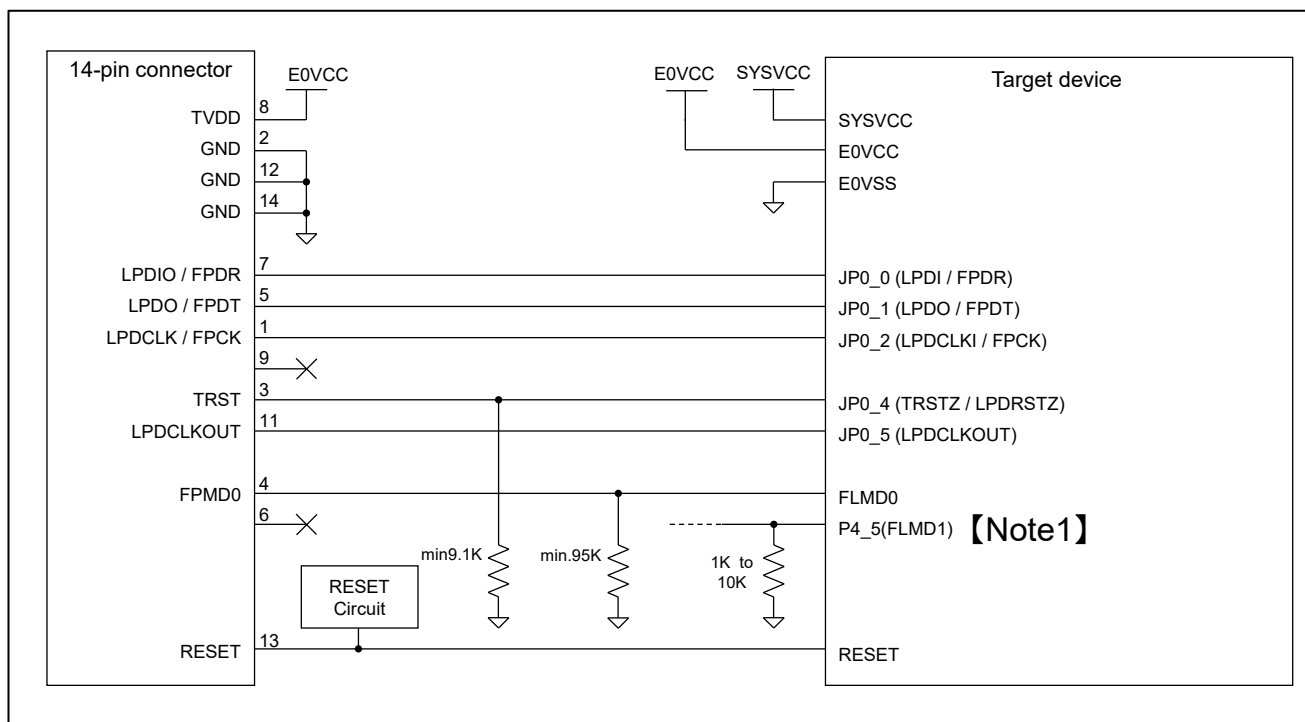 14-pin connector
E0VCC
E0VCC
SYSVCC
Target device
TVDD
8
SYSVCC
GND
2
E0VCC
GND
12
E0VSS
GND
14
LPDIO / FPDR
7
JP0_0 (LPDI / FPDR)
LPDO / FPDT
5
JP0_1 (LPDO / FPDT)
LPDCLK / FPCK
1
JP0_2 (LPDCLKI / FPCK)
9
TRST
3
JP0_4 (TRSTZ / LPDRSTZ)
LPDCLKOUT
11
JP0_5 (LPDCLKOUT)
FPMD0
4
FLMD0
6
P4_5(FLMD1) 【Note1】
min9.1K
min.95K
1K to
10K
RESET
Circuit
RESET
13
RESET